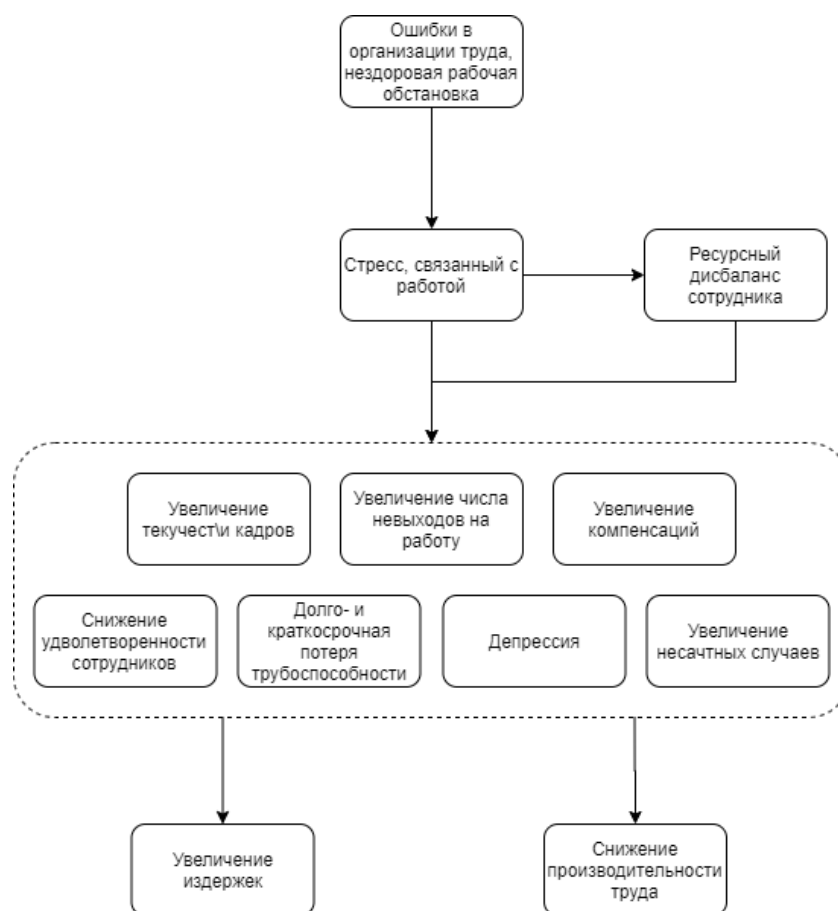 Ошибки в
организации труда,
нездоровая рабочая
обстановка
Стресс, связанный с
работой
Ресурсный
дисбаланс
сотрудника
Увеличение
текучест\и кадров
Увеличение числа
невыходов на
работу
Увеличение
компенсаций
Снижение
удволетворенности
сотрудников
Долго- и
краткосрочная
потеря
трубоспособности
Депрессия
Увеличение
несачтных случаев
Увеличение
издержек
Снижение
производительности
труда